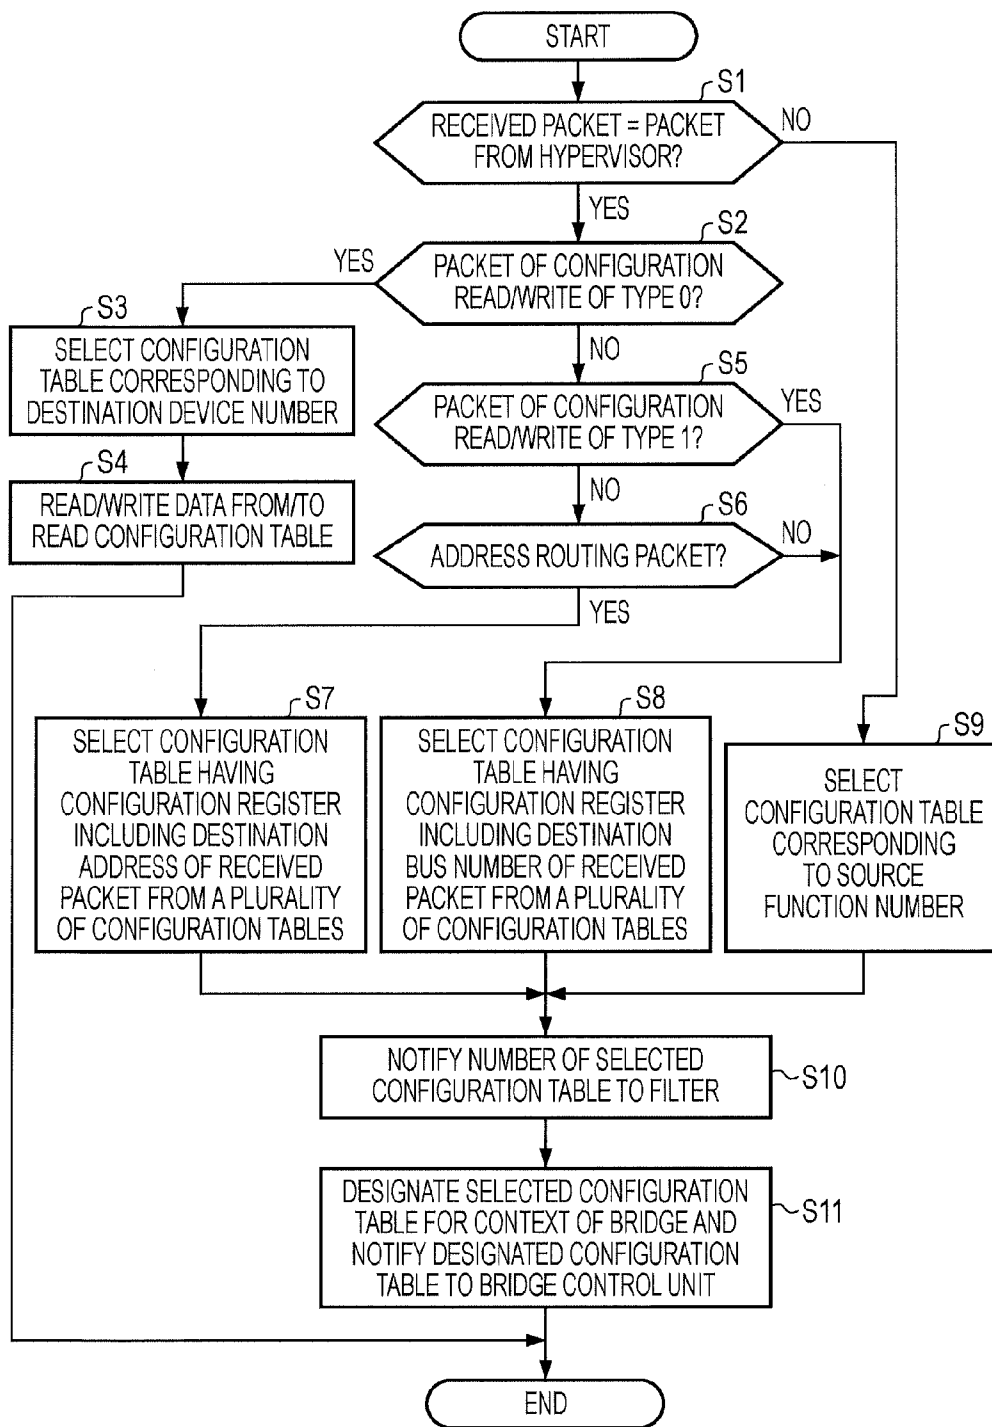 START
S1
RECEIVED PACKET = PACKET
FROM HYPERVISOR?
NO
YES
S2
YES
PACKET OF CONFIGURATION
READ/WRITE OF TYPE 0?
S3
SELECT CONFIGURATION
TABLE CORRESPONDING TO
DESTINATION DEVICE NUMBER
NO
S5
PACKET OF CONFIGURATION
READ/WRITE OF TYPE 1?
YES
S4
READ/WRITE DATA FROM/TO
READ CONFIGURATION TABLE
NO
S6
ADDRESS ROUTING PACKET?
NO
YES
S7
SELECT CONFIGURATION
TABLE HAVING
CONFIGURATION REGISTER
INCLUDING DESTINATION
ADDRESS OF RECEIVED
PACKET FROM A PLURALITY
OF CONFIGURATION TABLES
S8
SELECT CONFIGURATION
TABLE HAVING
CONFIGURATION REGISTER
INCLUDING DESTINATION
BUS NUMBER OF RECEIVED
PACKET FROM A PLURALITY
OF CONFIGURATION TABLES
S9
SELECT
CONFIGURATION TABLE
CORRESPONDING
TO SOURCE
FUNCTION NUMBER
NOTIFY NUMBER OF SELECTED
CONFIGURATION TABLE TO FILTER
S10
DESIGNATE SELECTED CONFIGURATION
TABLE FOR CONTEXT OF BRIDGE AND
NOTIFY DESIGNATED CONFIGURATION
TABLE TO BRIDGE CONTROL UNIT
S11
END